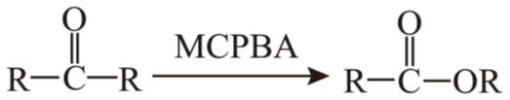 O O
MCPBA
R—C—R R—C—OR